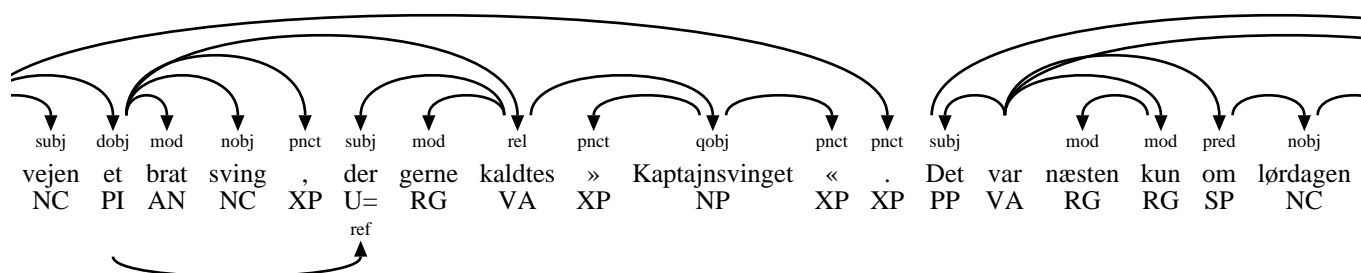 subj dobj mod nobj pnct subj mod rel pnct qobj pnct pnct subj mod mod pred nobj
vejen et brat sving , der gerne kaldtes » Kaptajnsvinget « . Det var næsten kun om lørdagen
NC PI AN NC XP U= RG VA XP NP XP XP PP VA RG RG SP NC
ref